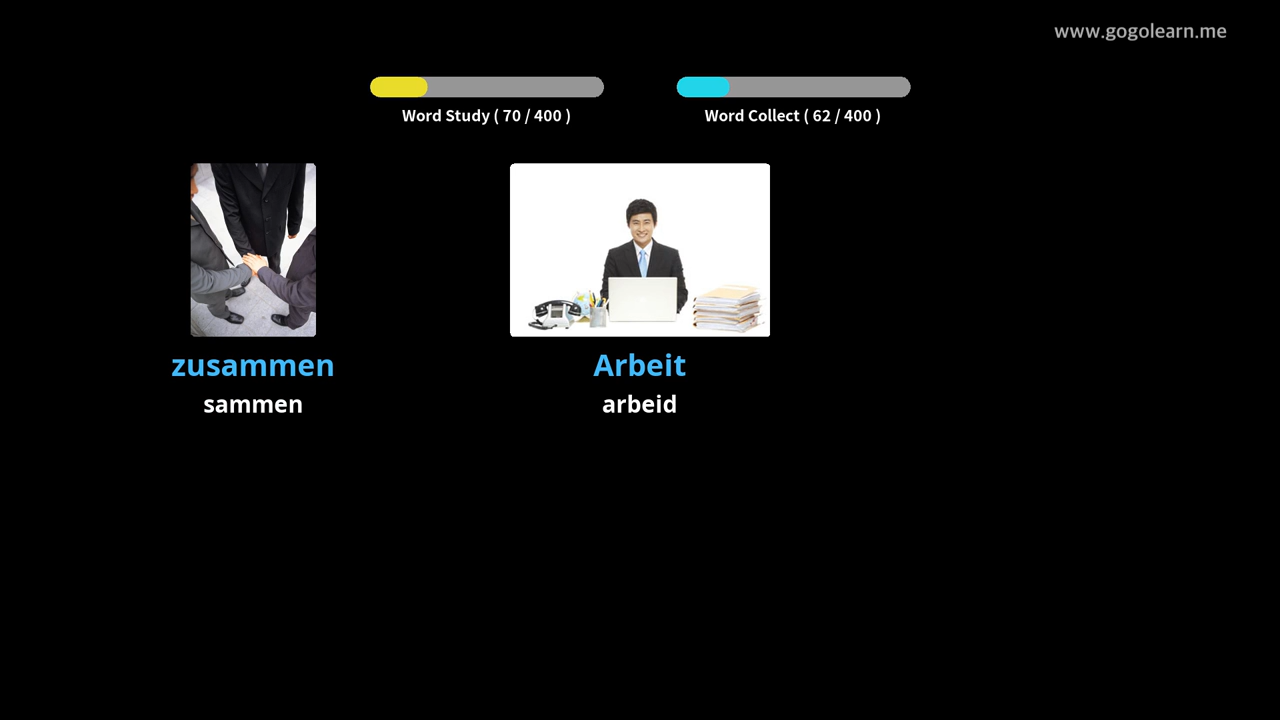 www.gogolearn.me
Word Study ( 70 / 400 )
Word Collect ( 62 / 400 )
zusammen
sammen
Arbeit
arbeid